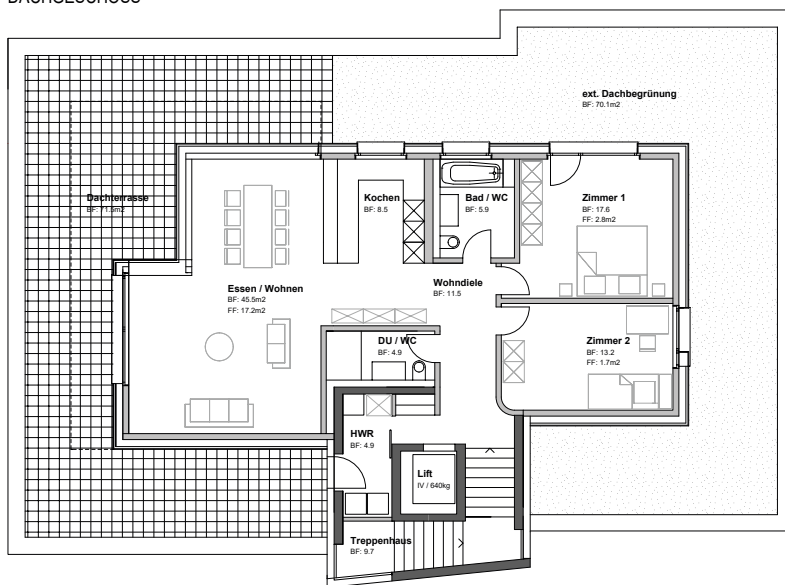 ext. Dachbegrünung
BF: 70.1m2
Dachterrasse
BF: 71.5m2
Kochen
BF: 8.5
Bad / WC
BF: 5.9
Zimmer 1
BF: 17.6
FF: 2.8m2
Essen / Wohnen
BF: 45.5m2
FF: 17.2m2
Wohndiele
BF: 11.5
DU / WC
BF: 4.9
Zimmer 2
BF: 13.2
FF: 1.7m2
HWR
BF: 4.9
Lift
IV / 640kg
Treppenhaus
BF: 9.7